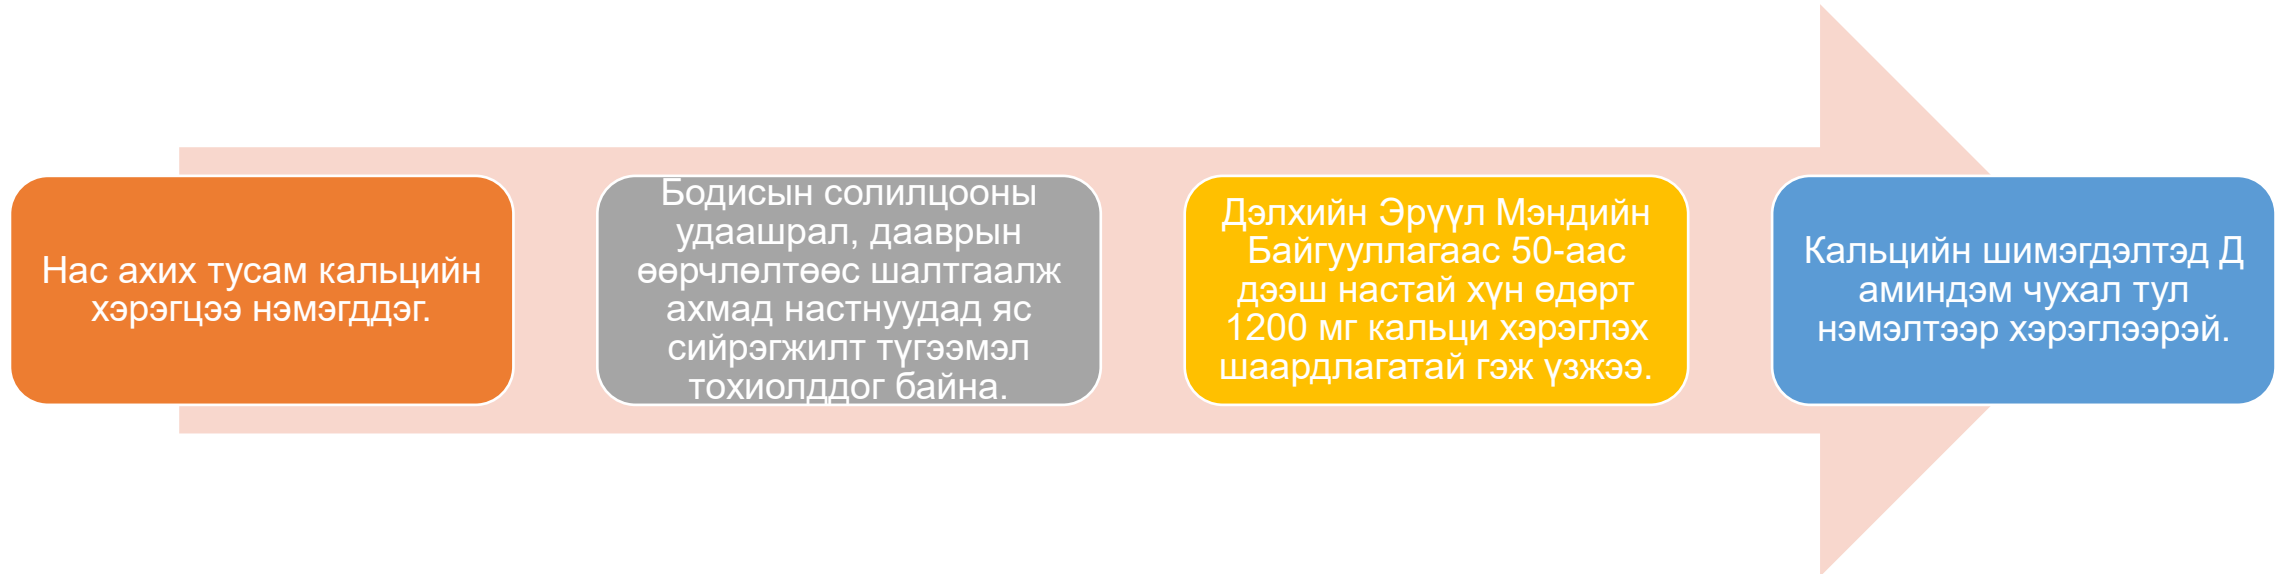 Нас ахих тусам кальцийн
хэрэгцээ нэмэгддэг.
Бодисын солилцооны
удаашрал, даaврын
өөрчлөлтөөс шалтгаалж
ахмад настнуудад яс
сийрэгжилт түгээмэл
тохиолддог байна.
Дэлхийн Эрүүл Мэндийн
Байгууллагаас 50-аас
дээш настай хүн өдөрт
1200 мг кальци хэрэглэх
шаардлагатай гэж үзжээ.
Кальцийн шимэгдэлтэд Д
аминдэм чухал тул
нэмэлтээр хэрэглээрэй.